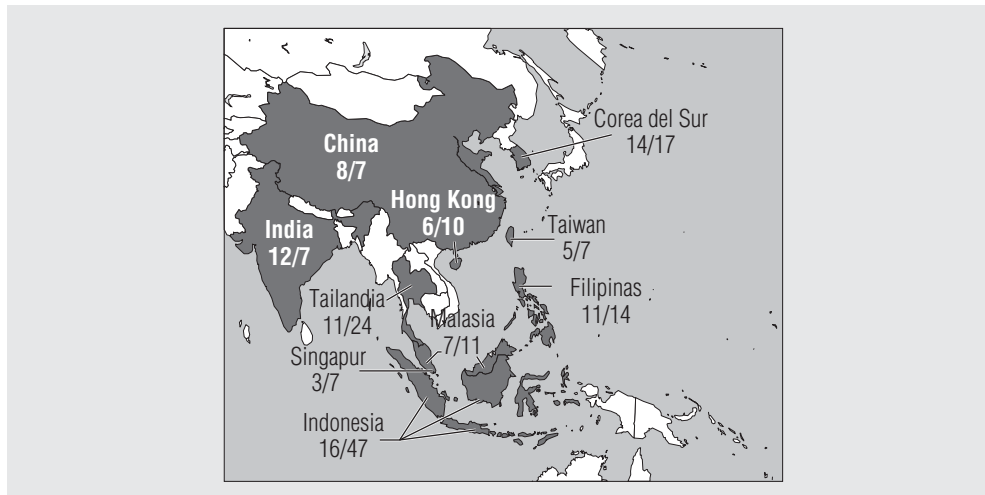 Corea del Sur
14/17
China
8/7
Hong Kong
6/10
India
12/7
Taiwan
5/7
Filipinas
11/14
Tailandia
11/24
Malasia
7/11
Singapur
3/7
Indonesia
16/47